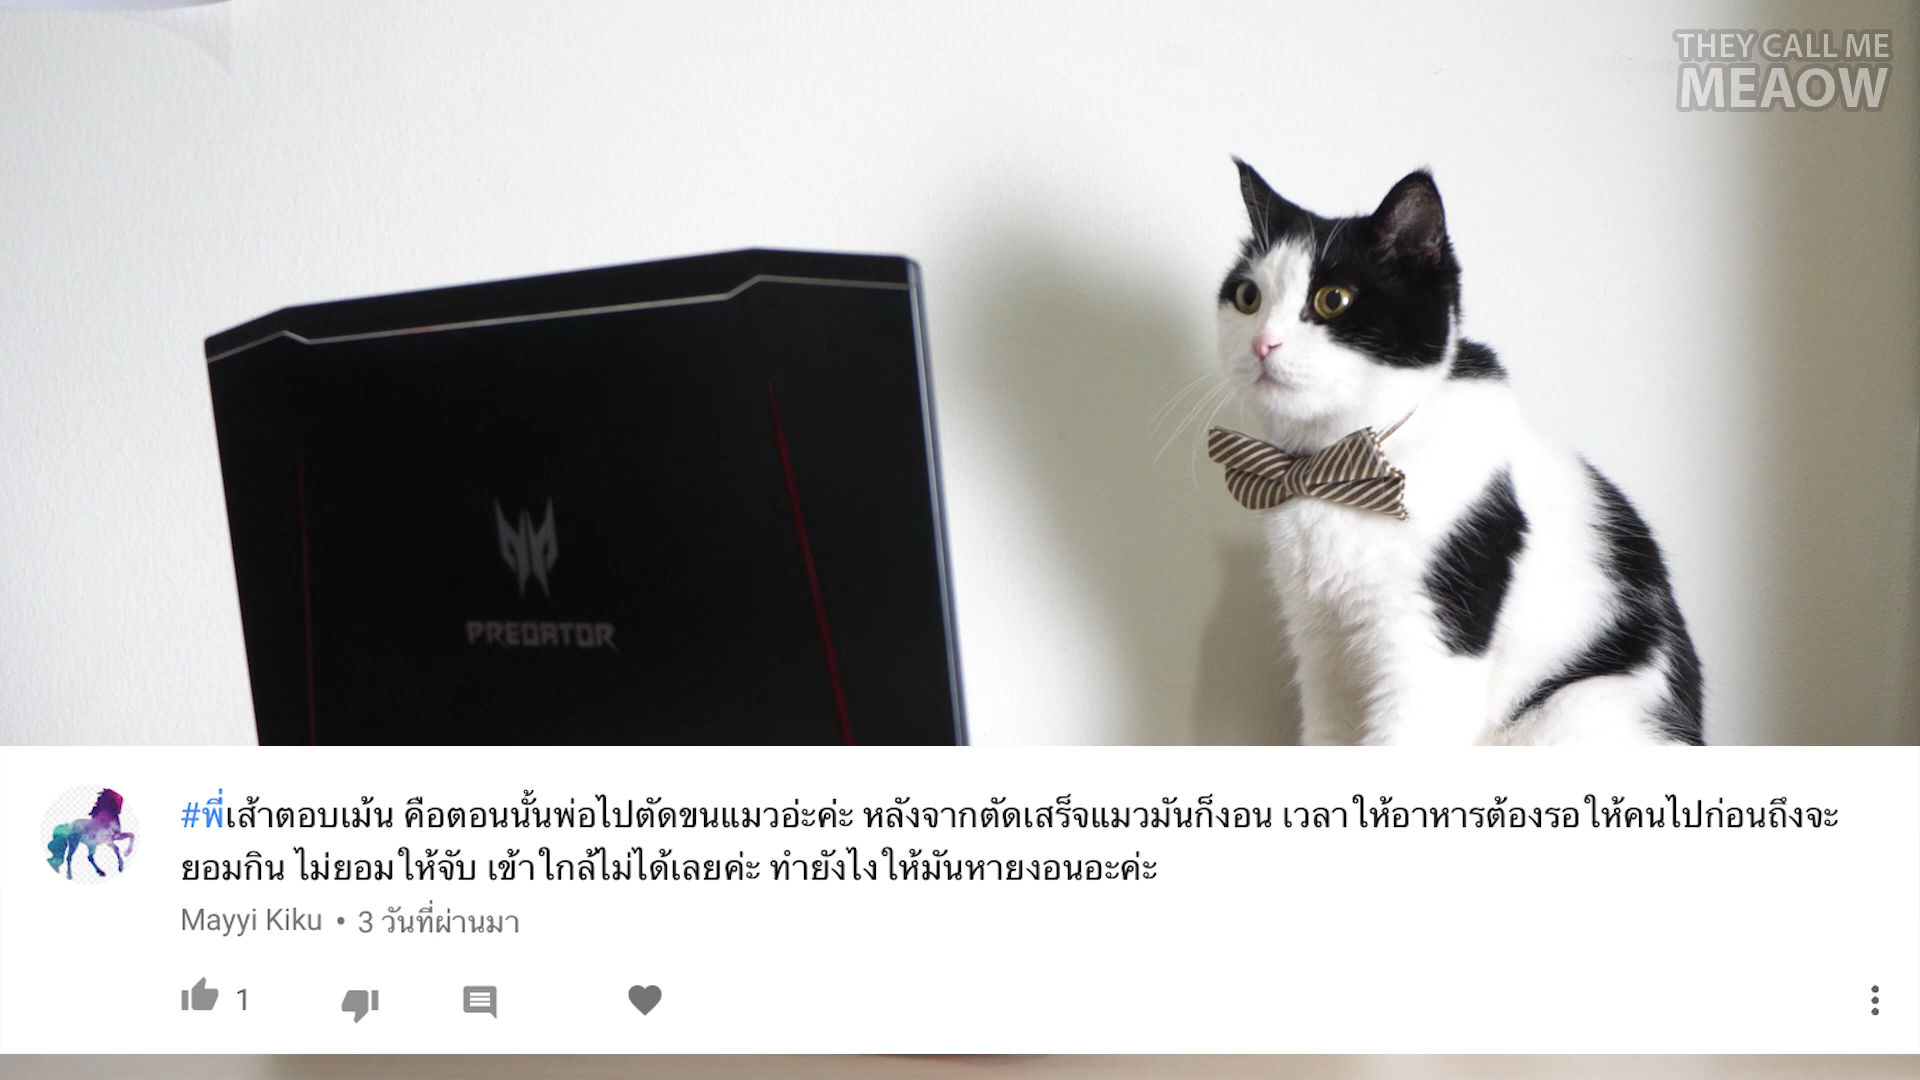 THEY CALL ME
MEAOW
PREDATOR
#พี่เส้าตอบเม้น คือตอนนั้นพ่อไปตัดขนแมวอ่ะค่ะ หลังจากตัดเสร็จแมวมันก็งอน เวลาให้อาหารต้องรอให้คนไปก่อนถึงจะ
ยอมกิน ไม่ยอมให้จับ เข้าใกล้ไม่ได้เลยค่ะ ทำยังไงให้มันหายงอนอะค่ะ
Mayyi Kiku • 3 วันที่ผ่านมา
1